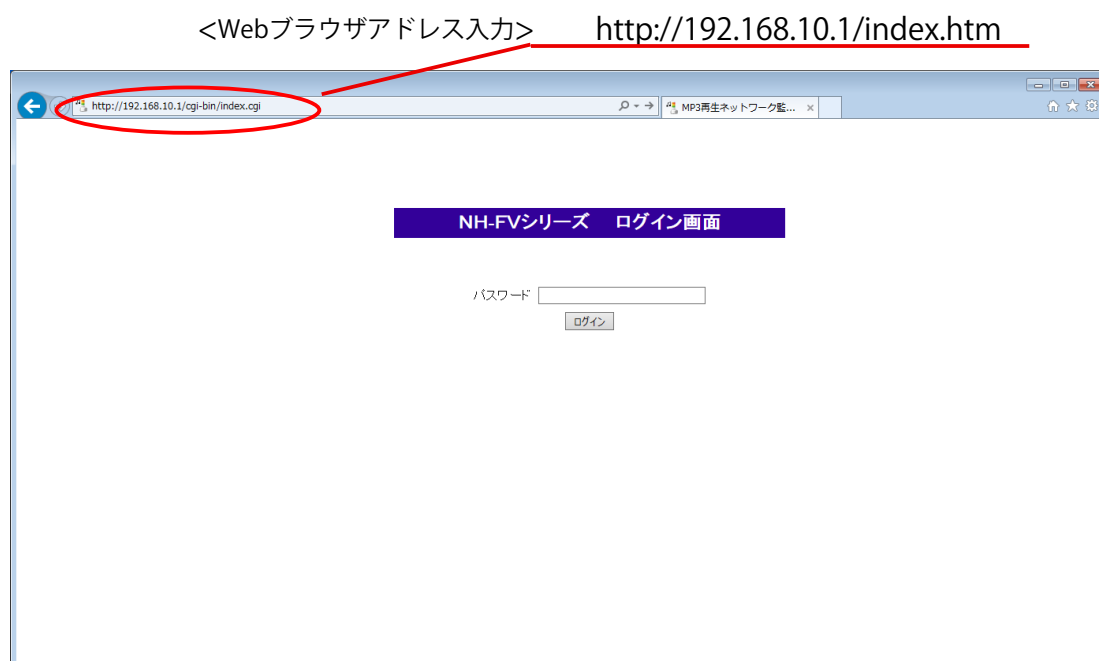 <Webブラウザアドレス入力> http://192.168.10.1/index.htm
http://192.168.10.1/cgi-bin/index.cgi
MP3再生ネットワーク監...
NH-FVシリーズ ログイン画面
パスワード
ログイン